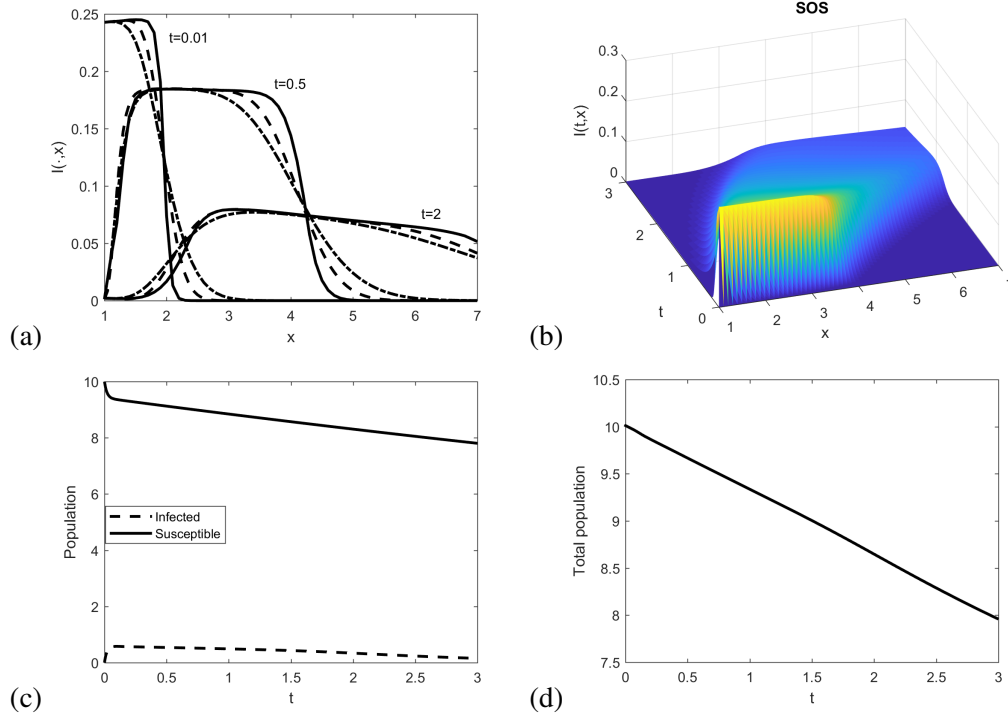 0.25
0.2
0.15
0.1
0.05
0
I(·,x)
t=0.01
t=0.5
t=2
1 2 3 4 5 6 7
x
(a)
SOS
0.3
0.2
0.1
0
I(t,x)
3
2
1
0
t
1 2 3 4 5 6 7
x
(b)
10
8
6
4
2
0
Population
Infected
Susceptible
0 0.5 1 1.5 2 2.5 3
t
(c)
10.5
10
9.5
9
8.5
8
7.5
Total population
0 0.5 1 1.5 2 2.5 3
t
(d)